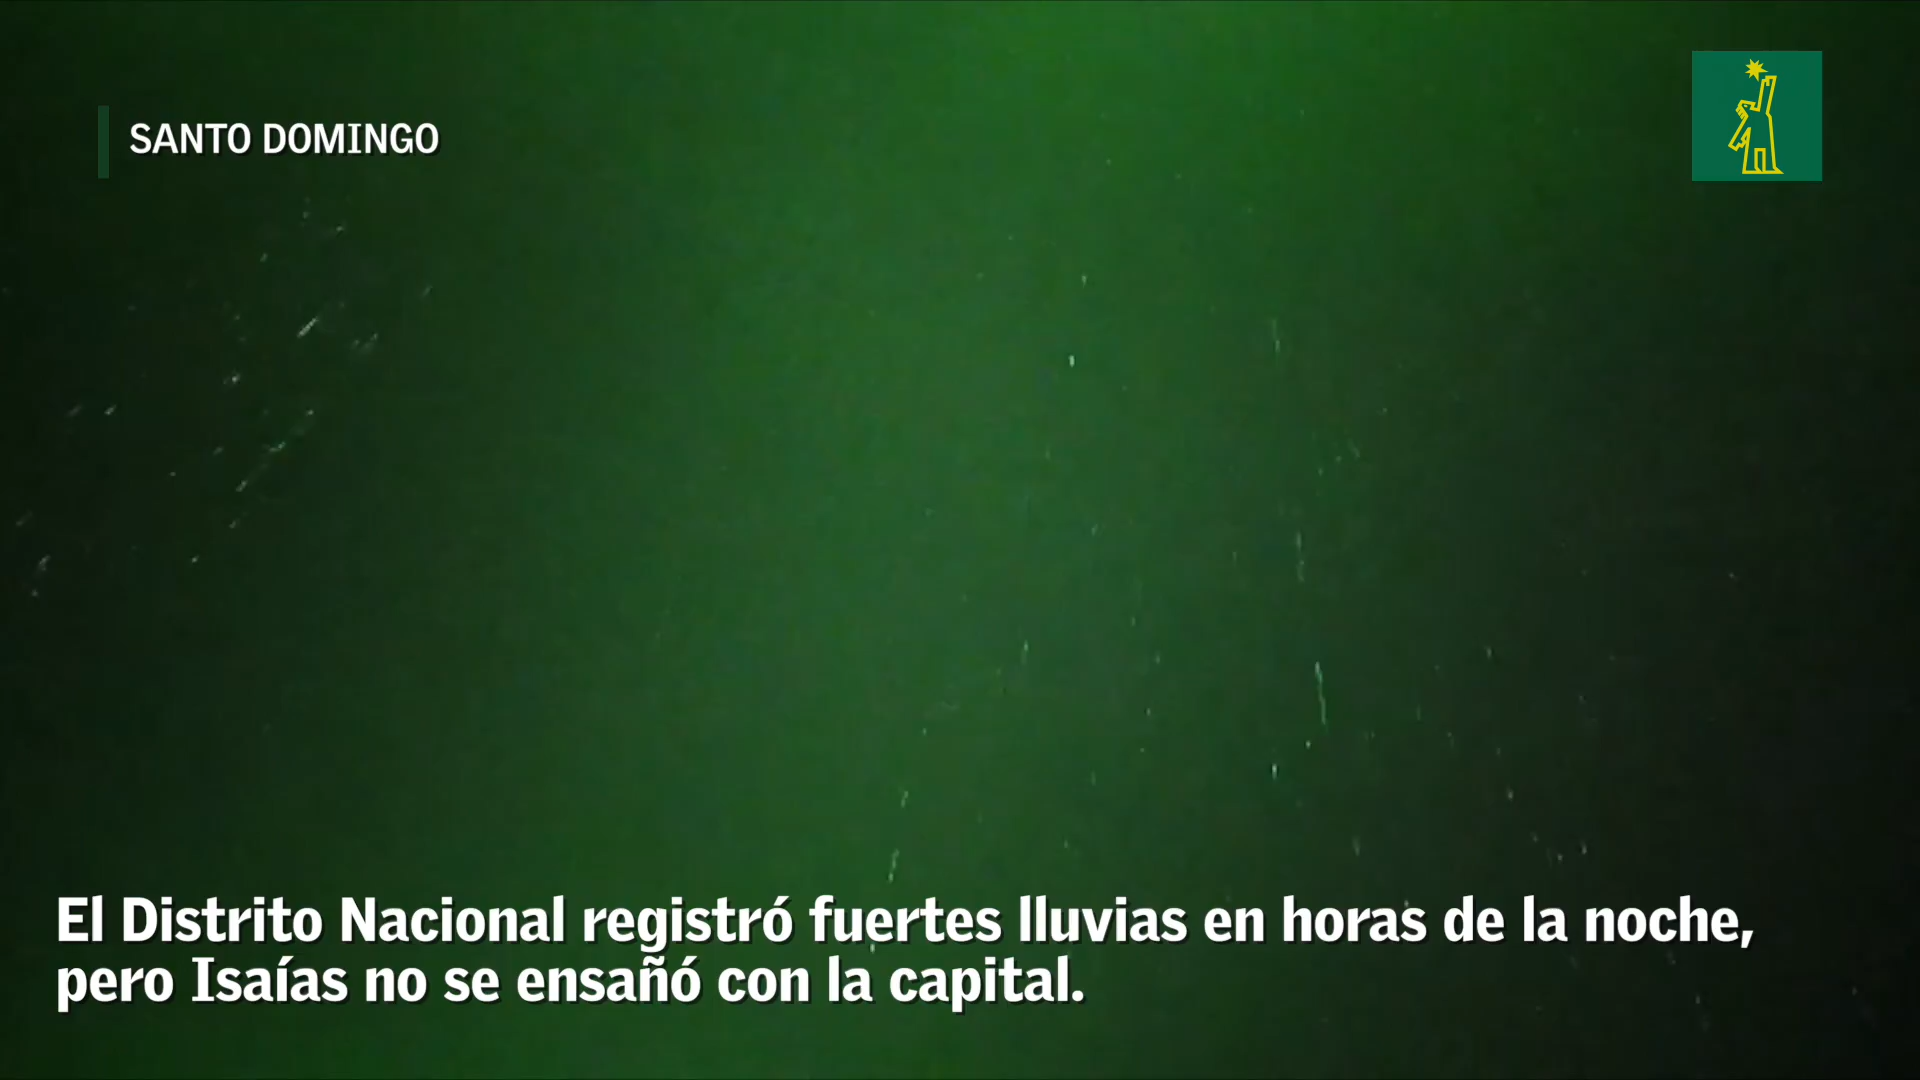 SANTO DOMINGO
El Distrito Nacional registró fuertes lluvias en horas de la noche,
pero Isaías no se ensañó con la capital.